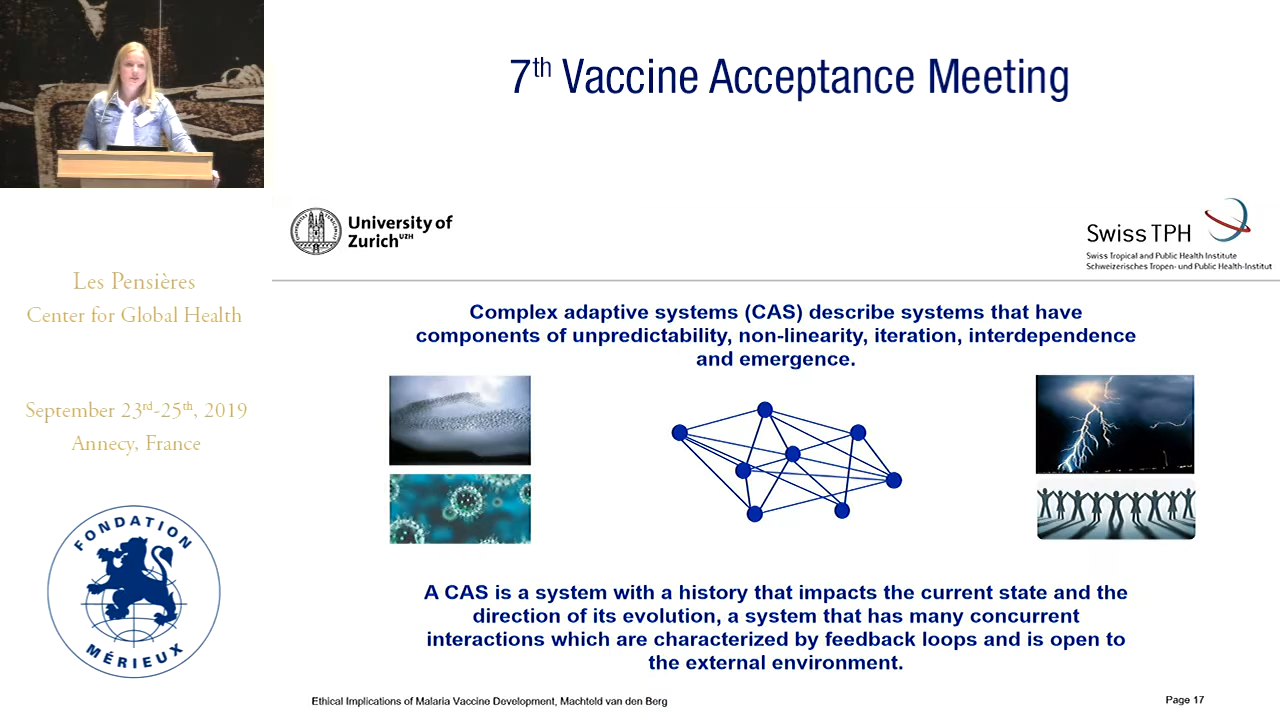 7th Vaccine Acceptance Meeting
University of
Zurich UZH
Swiss TPH
Swiss Tropical and Public Health Institute
Schweizerisches Tropen- und Public Health-Institut
Les Pensières
Center for Global Health
September 23rd-25th, 2019
Annecy, France
FONDATION
MÉRIEUX
Complex adaptive systems (CAS) describe systems that have
components of unpredictability, non-linearity, iteration, interdependence
and emergence.
A CAS is a system with a history that impacts the current state and the
direction of its evolution, a system that has many concurrent
interactions which are characterized by feedback loops and is open to
the external environment.
Ethical Implications of Malaria Vaccine Development, Machteld van den Berg
Page 17